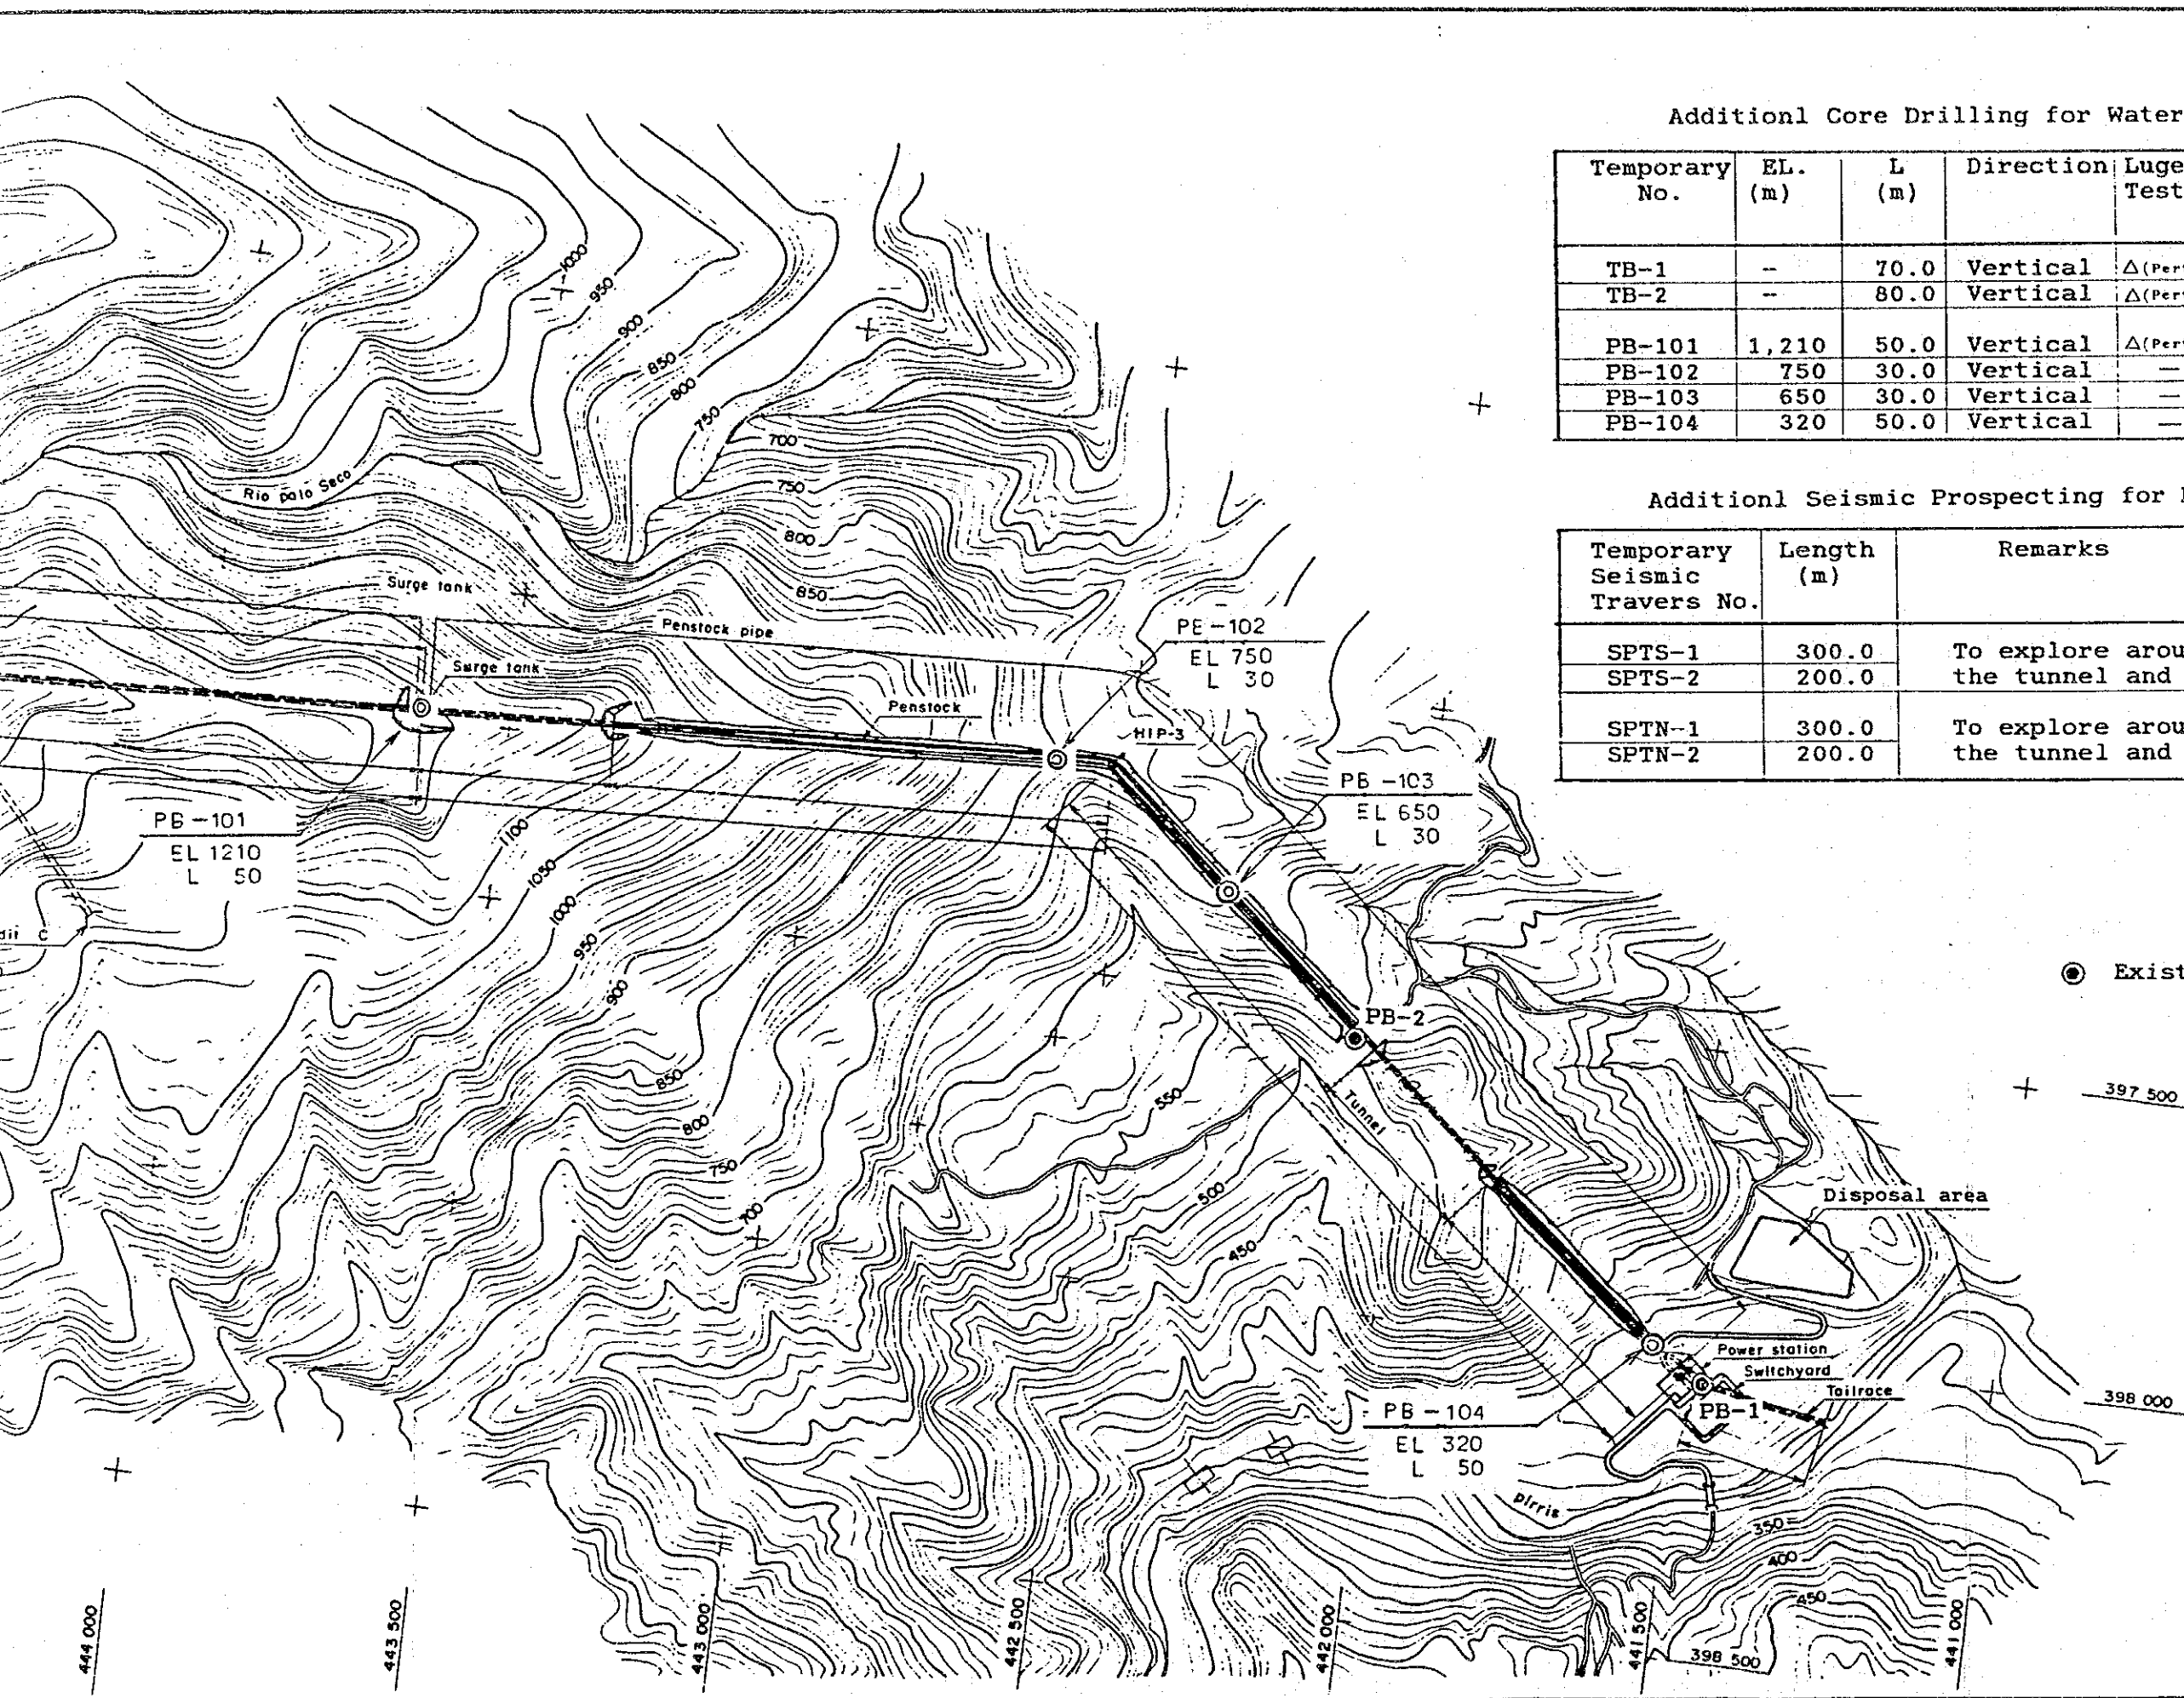 Additionl Core Drilling for Water
Temporary No. EL. (m) L (m) Direction Luge Test
TB-1 -- 70.0 Vertical △(Per
TB-2 -- 80.0 Vertical △(Per
PB-101 1,210 50.0 Vertical △(Per
PB-102 750 30.0 Vertical —
PB-103 650 30.0 Vertical —
PB-104 320 50.0 Vertical —
Additionl Seismic Prospecting for
Temporary Seismic Travers No. Length (m) Remarks
SPTS-1 300.0 To explore arou
SPTS-2 200.0 the tunnel and
SPTN-1 300.0 To explore arou
SPTN-2 200.0 the tunnel and
1000
950
900
850
800
750
700
750
800
850
Rio palo Seco
Surge tank
Penstock pipe
Surge tank
Penstock
PE-102
EL 750
L 30
HIP-3
PB-103
EL 650
L 30
PB-101
EL 1210
L 50
1100
1050
1000
950
900
850
800
750
700
C
Exist
PB-2
Tunnel
550
500
450
397 500
Disposal area
Power station
Switchyard
Tailrace
PB-1
398 000
PB-104
EL 320
L 50
pirris
350
400
450
444 000
443 500
443 000
442 500
442 000
441 500
398 500
441 000